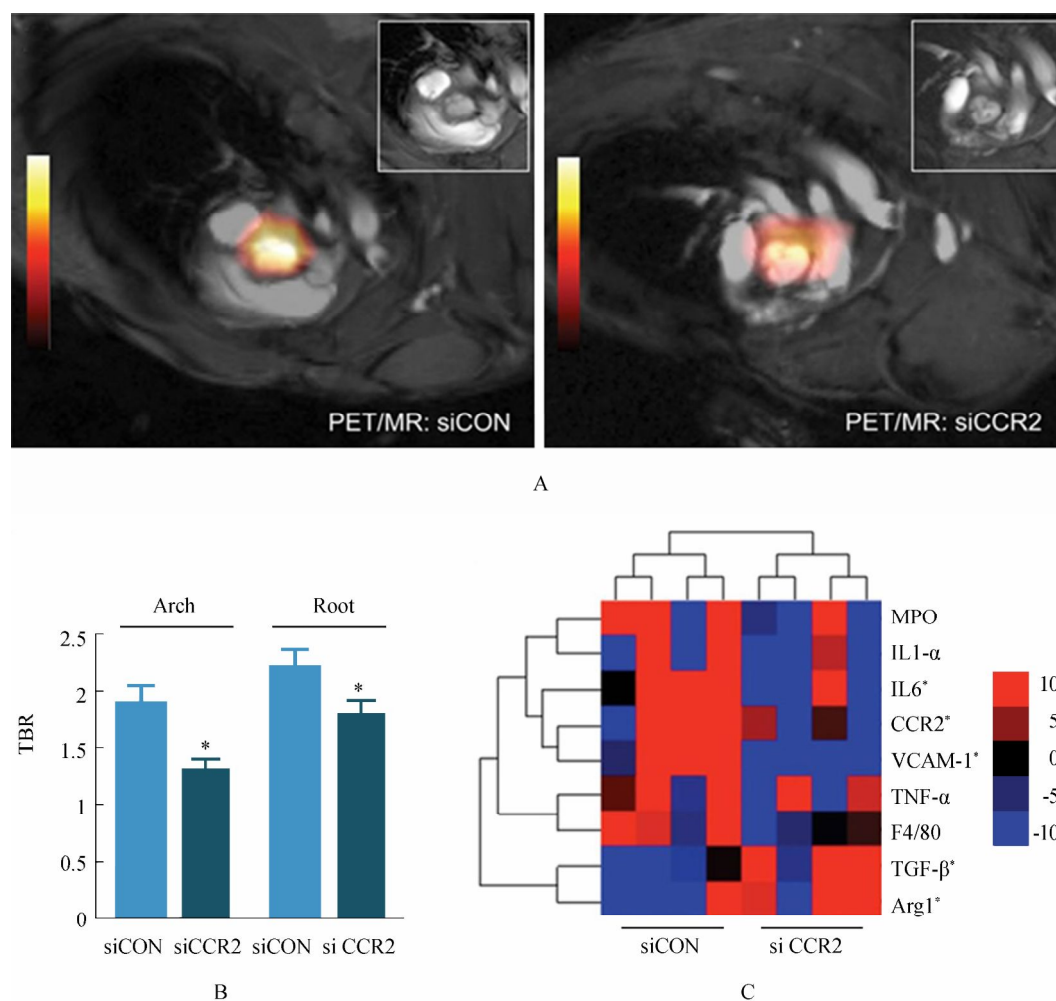 PET/MR: siCON
PET/MR: siCCR2
A
Arch
Root
2.5
2
1.5
1
0.5
0
TBR
*
*
siCON
siCCR2
siCON
si CCR2
B
MPO
IL1-α
IL6*
CCR2*
VCAM-1*
TNF-α
F4/80
TGF-β*
Arg1*
10
5
0
-5
-10
siCON
si CCR2
C